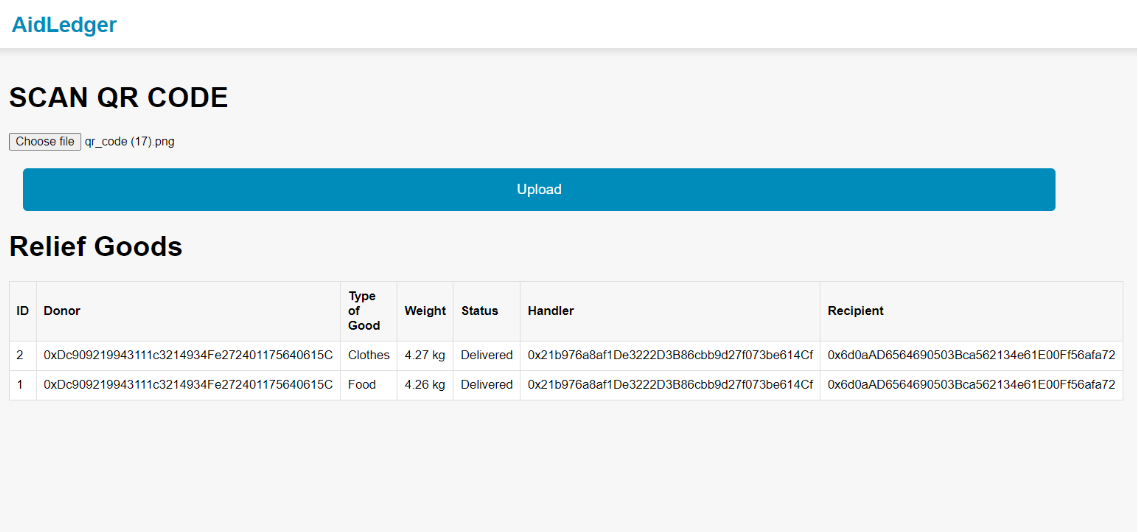 AidLedger
SCAN QR CODE
Choose file qr_code (17).png
Upload
Relief Goods
ID Donor Type of Good Weight Status Handler Recipient
2 0xDc909219943111c3214934Fe272401175640615C Clothes 4.27 kg Delivered 0x21b976a8af1De3222D3B86cbb9d27f073be614Cf 0x6d0aAD6564690503Bca562134e61E00Ff56afa72
1 0xDc909219943111c3214934Fe272401175640615C Food 4.26 kg Delivered 0x21b976a8af1De3222D3B86cbb9d27f073be614Cf 0x6d0aAD6564690503Bca562134e61E00Ff56afa72